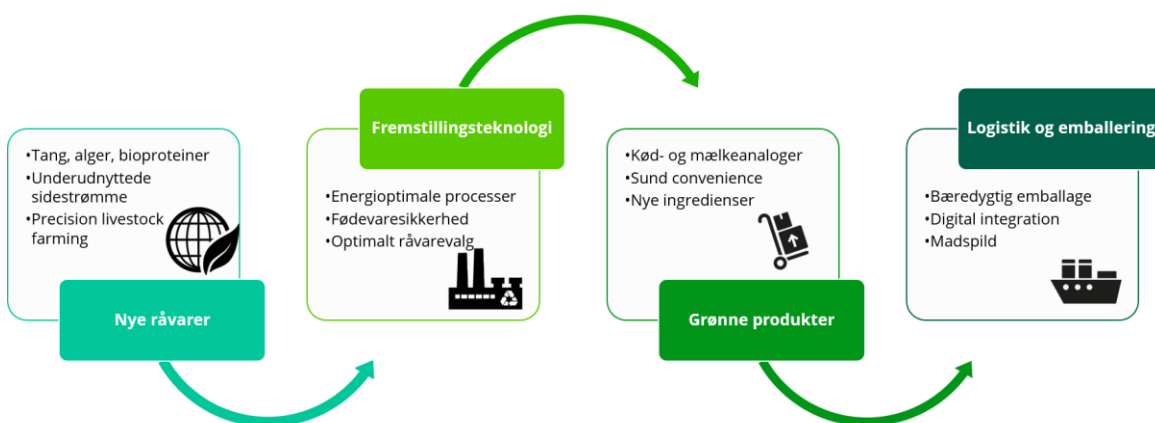 •Tang, alger, bioproteiner
•Underudnyttede
sidestrømme
•Precision livestock
farming
Nye råvarer
Fremstillingsteknologi
•Energioptimale processer
•Fødevaresikkerhed
•Optimalt råvarevalg
•Kød- og mælkeanaloger
•Sund convenience
•Nye ingredienser
Grønne produkter
Logistik og emballering
•Bæredygtig emballage
•Digital integration
•Madspild